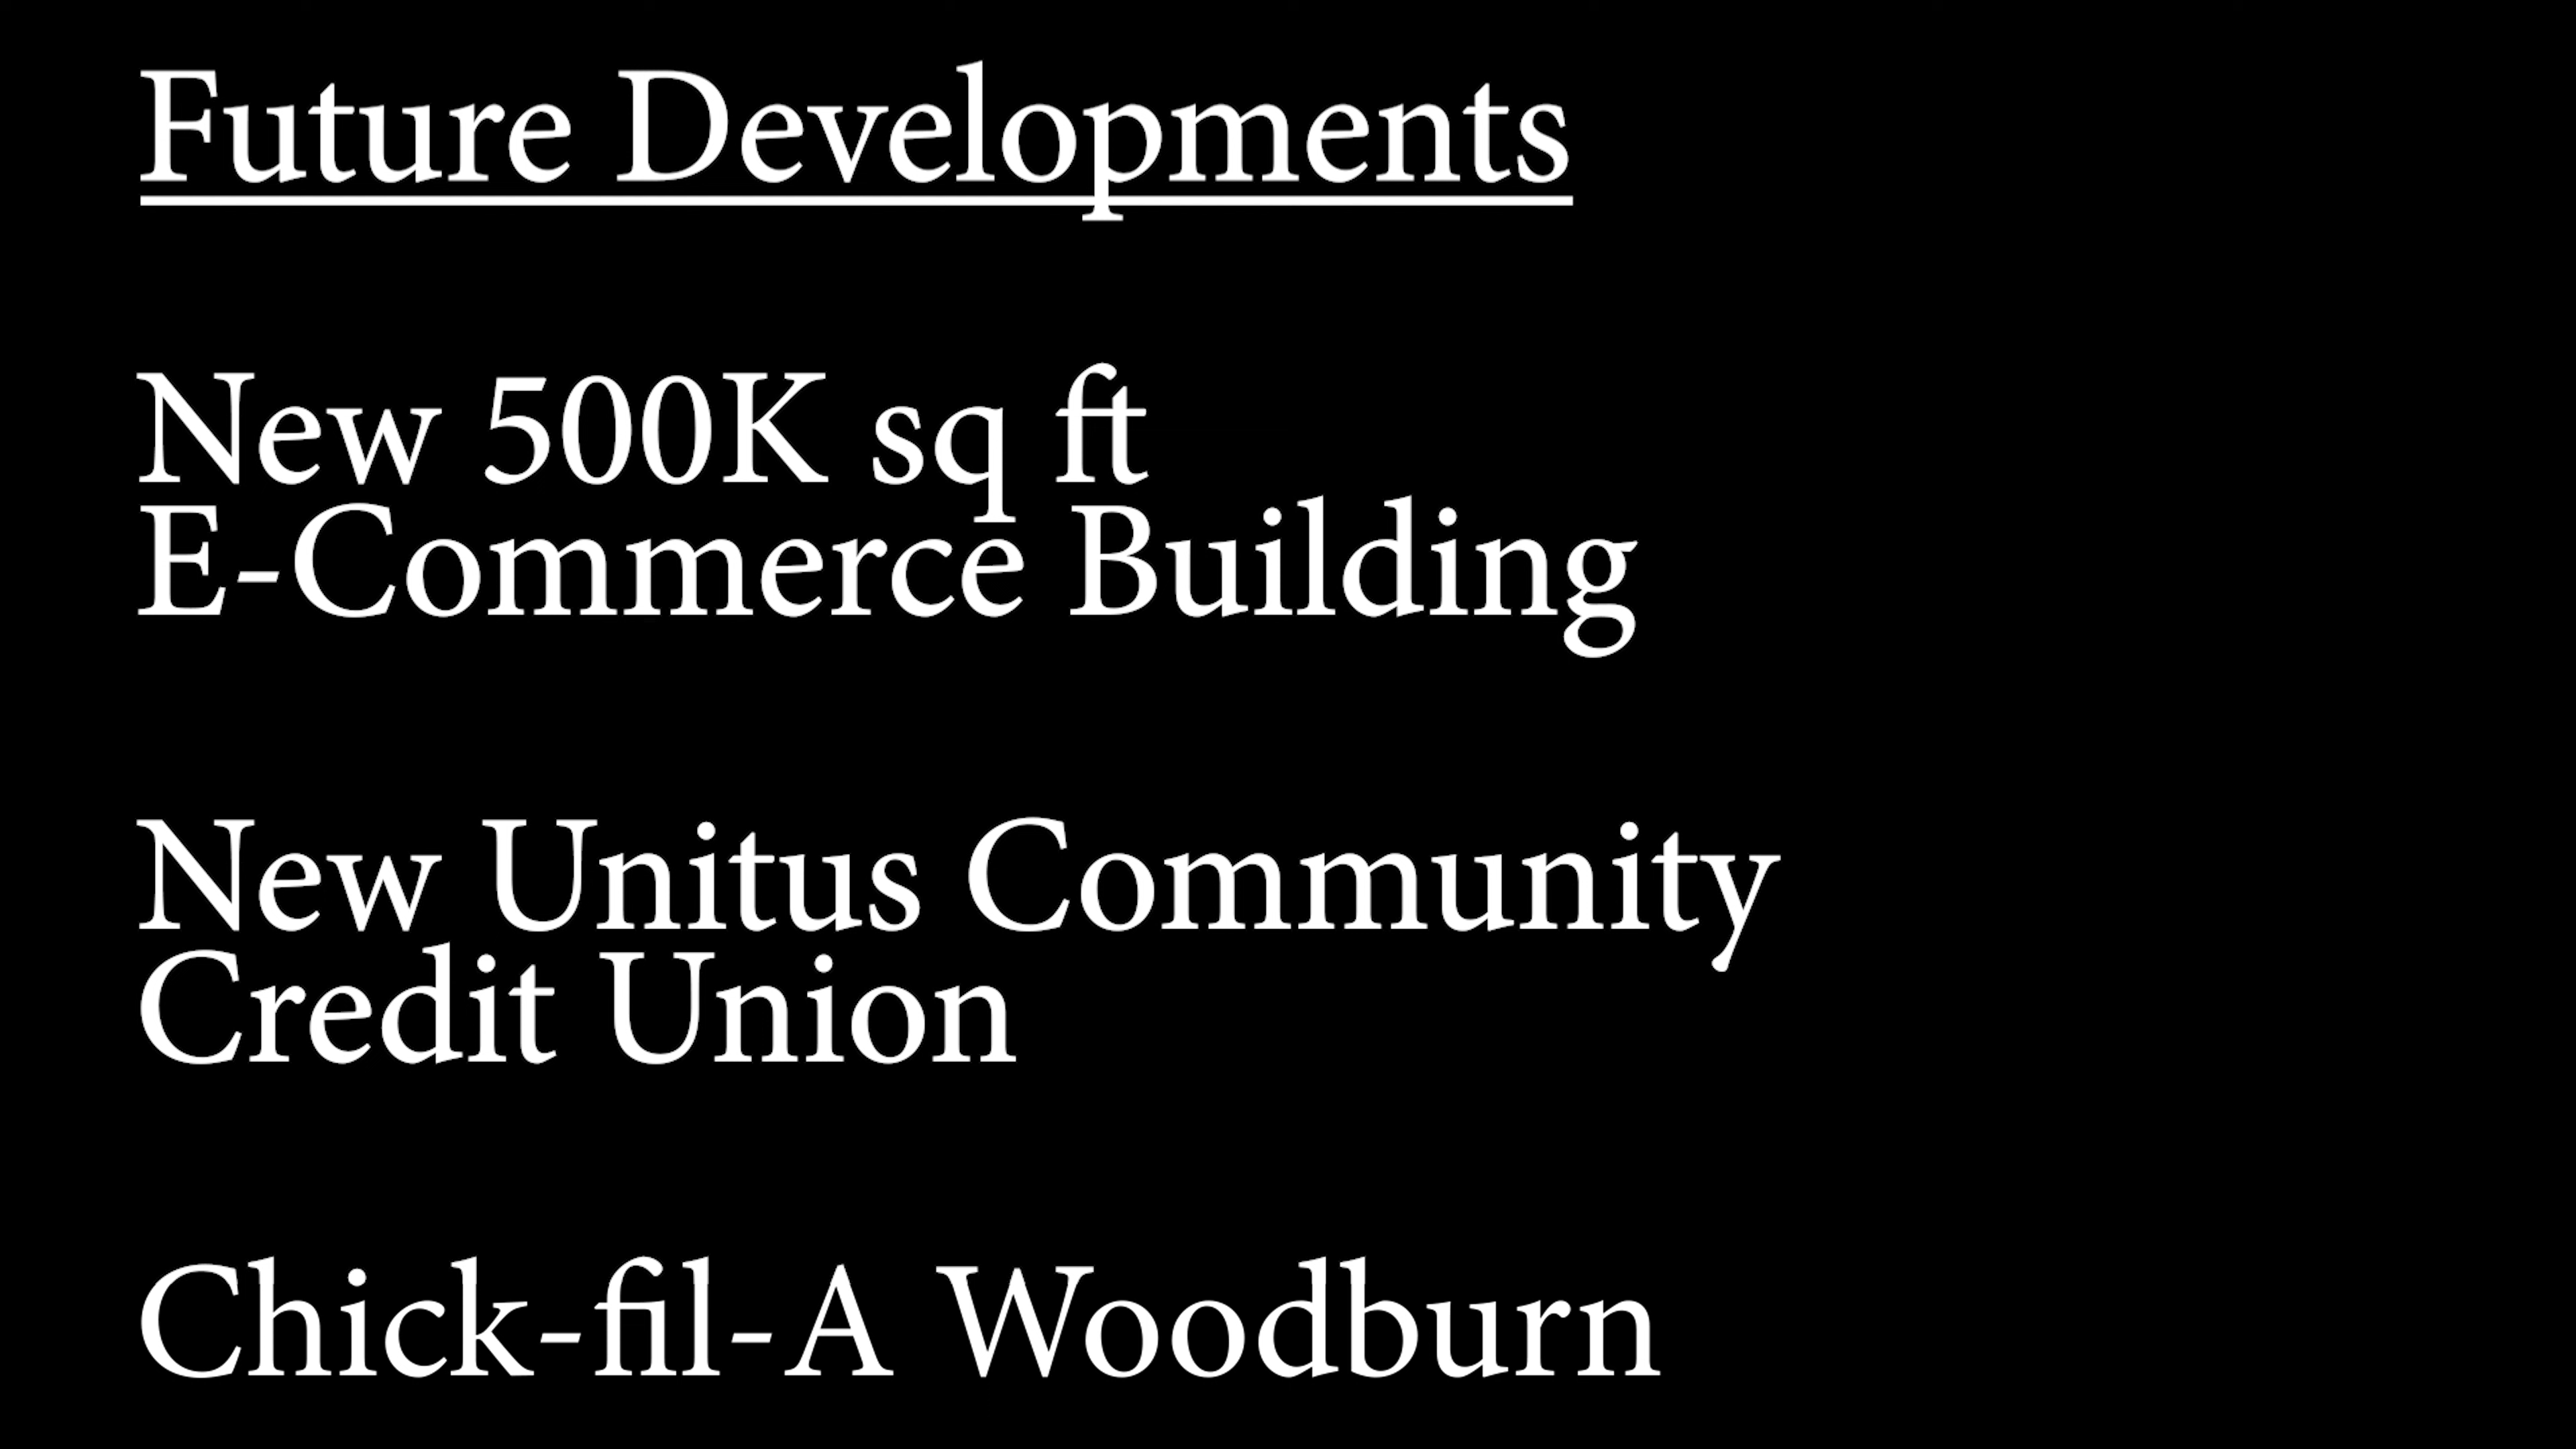 Future Developments
New 500K sq ft
E-Commerce Building
New Unitus Community
Credit Union
Chick-fil-A Woodburn